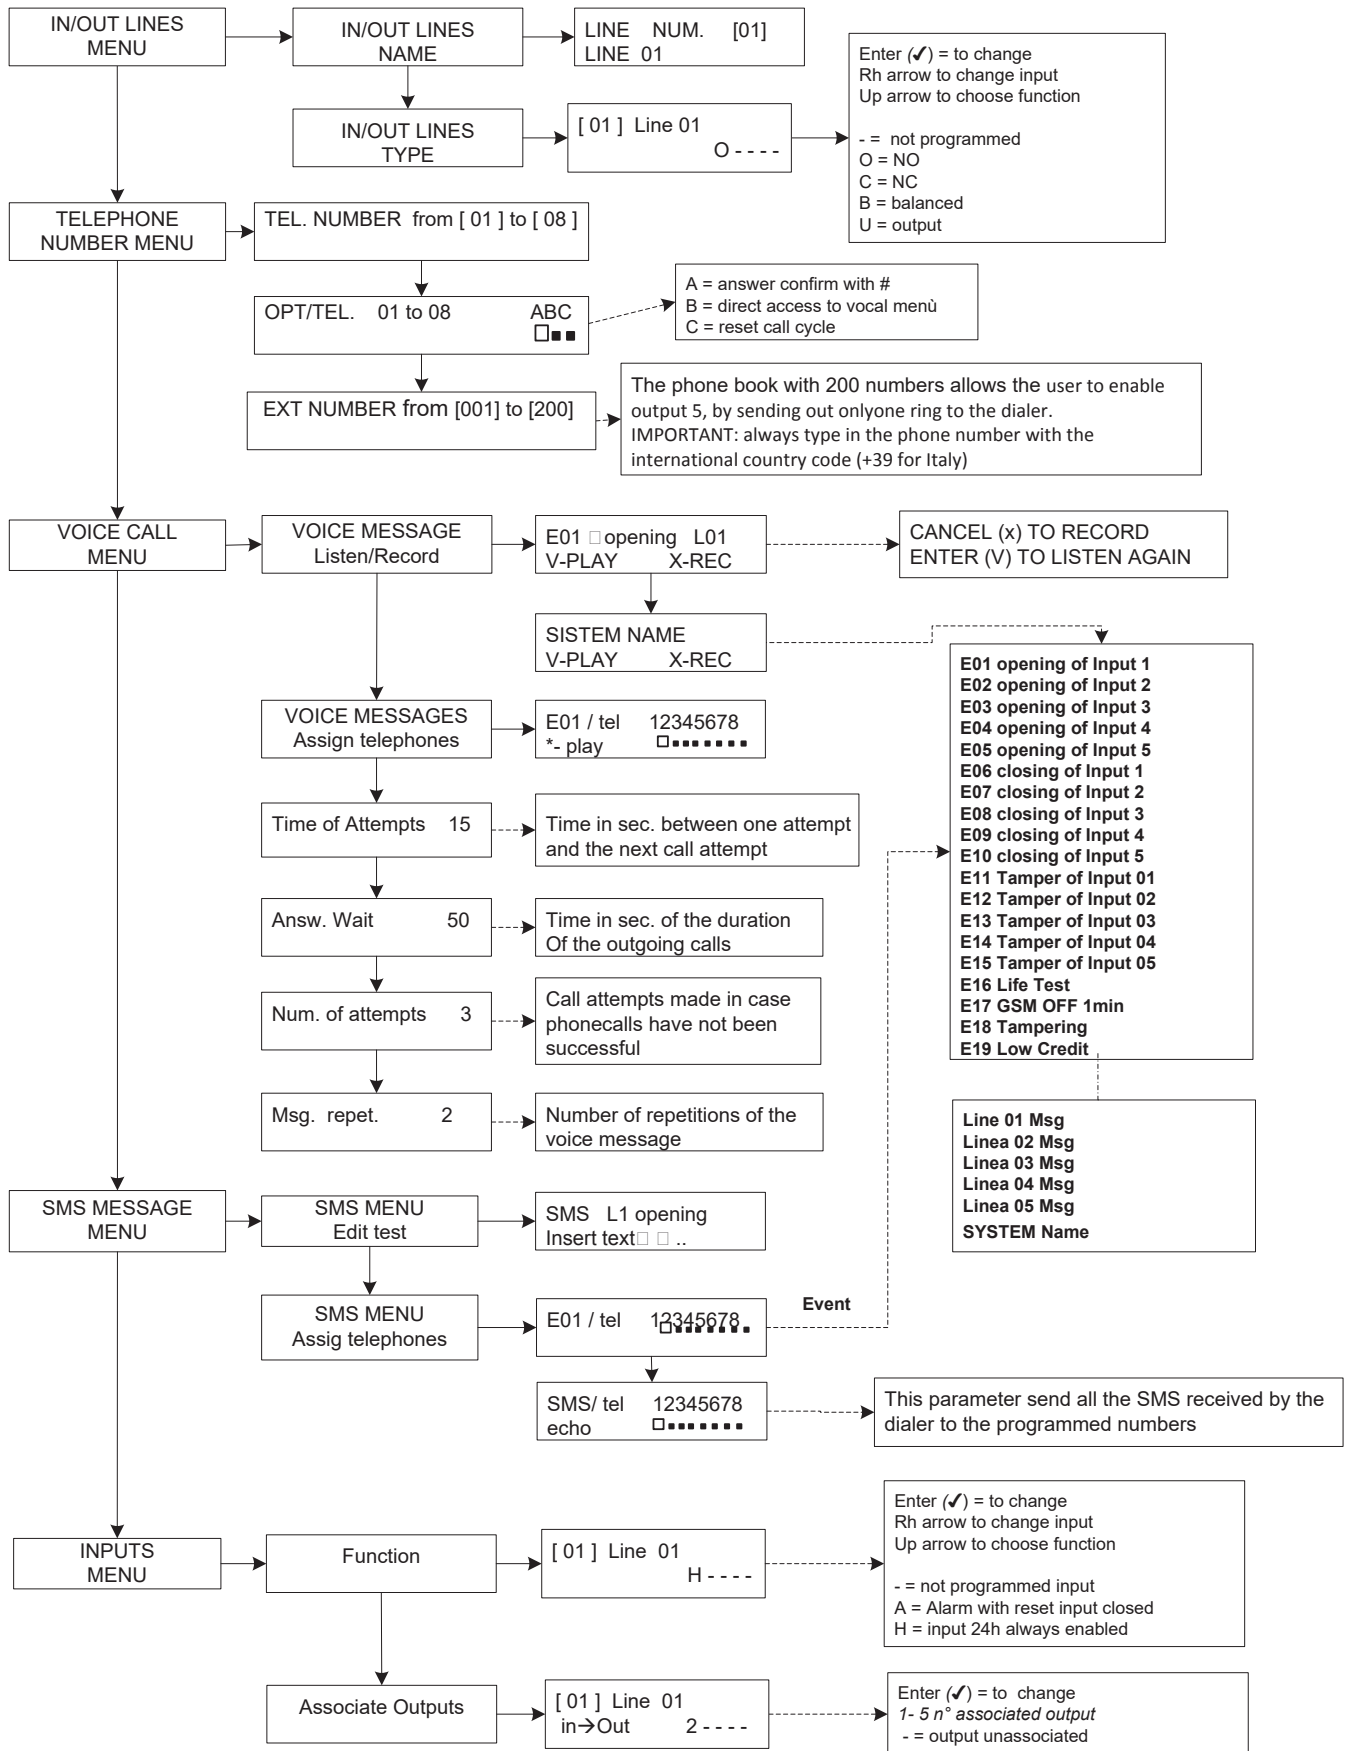 IN/OUT LINES
MENU
IN/OUT LINES
NAME
LINE NUM. [01]
LINE 01
IN/OUT LINES
TYPE
[ 01 ] Line 01
O - - - -
Enter (✓) = to change
Rh arrow to change input
Up arrow to choose function
- = not programmed
O = NO
C = NC
B = balanced
U = output
TELEPHONE
NUMBER MENU
TEL. NUMBER from [ 01 ] to [ 08 ]
OPT/TEL. 01 to 08 ABC
□■■
A = answer confirm with #
B = direct access to vocal menù
C = reset call cycle
EXT NUMBER from [001] to [200]
The phone book with 200 numbers allows the user to enable
output 5, by sending out onlyone ring to the dialer.
IMPORTANT: always type in the phone number with the
international country code (+39 for Italy)
VOICE CALL
MENU
VOICE MESSAGE
Listen/Record
E01 □ opening L01
V-PLAY X-REC
CANCEL (x) TO RECORD
ENTER (V) TO LISTEN AGAIN
SISTEM NAME
V-PLAY X-REC
E01 opening of Input 1
E02 opening of Input 2
E03 opening of Input 3
E04 opening of Input 4
E05 opening of Input 5
E06 closing of Input 1
E07 closing of Input 2
E08 closing of Input 3
E09 closing of Input 4
E10 closing of Input 5
E11 Tamper of Input 01
E12 Tamper of Input 02
E13 Tamper of Input 03
E14 Tamper of Input 04
E15 Tamper of Input 05
E16 Life Test
E17 GSM OFF 1min
E18 Tampering
E19 Low Credit
VOICE MESSAGES
Assign telephones
E01 / tel 12345678
*- play □■■■■■■■
Time of Attempts 15
Time in sec. between one attempt
and the next call attempt
Answ. Wait 50
Time in sec. of the duration
Of the outgoing calls
Num. of attempts 3
Call attempts made in case
phonecalls have not been
successful
Msg. repet. 2
Number of repetitions of the
voice message
Line 01 Msg
Linea 02 Msg
Linea 03 Msg
Linea 04 Msg
Linea 05 Msg
SYSTEM Name
SMS MESSAGE
MENU
SMS MENU
Edit test
SMS L1 opening
Insert text□ □ ..
SMS MENU
Assig telephones
E01 / tel 12345678
□■■■■■■■
Event
SMS/ tel 12345678
echo □■■■■■■■
This parameter send all the SMS received by the
dialer to the programmed numbers
INPUTS
MENU
Function
[ 01 ] Line 01
H - - - -
Enter (✓) = to change
Rh arrow to change input
Up arrow to choose function
- = not programmed input
A = Alarm with reset input closed
H = input 24h always enabled
Associate Outputs
[ 01 ] Line 01
in→Out 2 - - - -
Enter (✓) = to change
1- 5 n° associated output
- = output unassociated